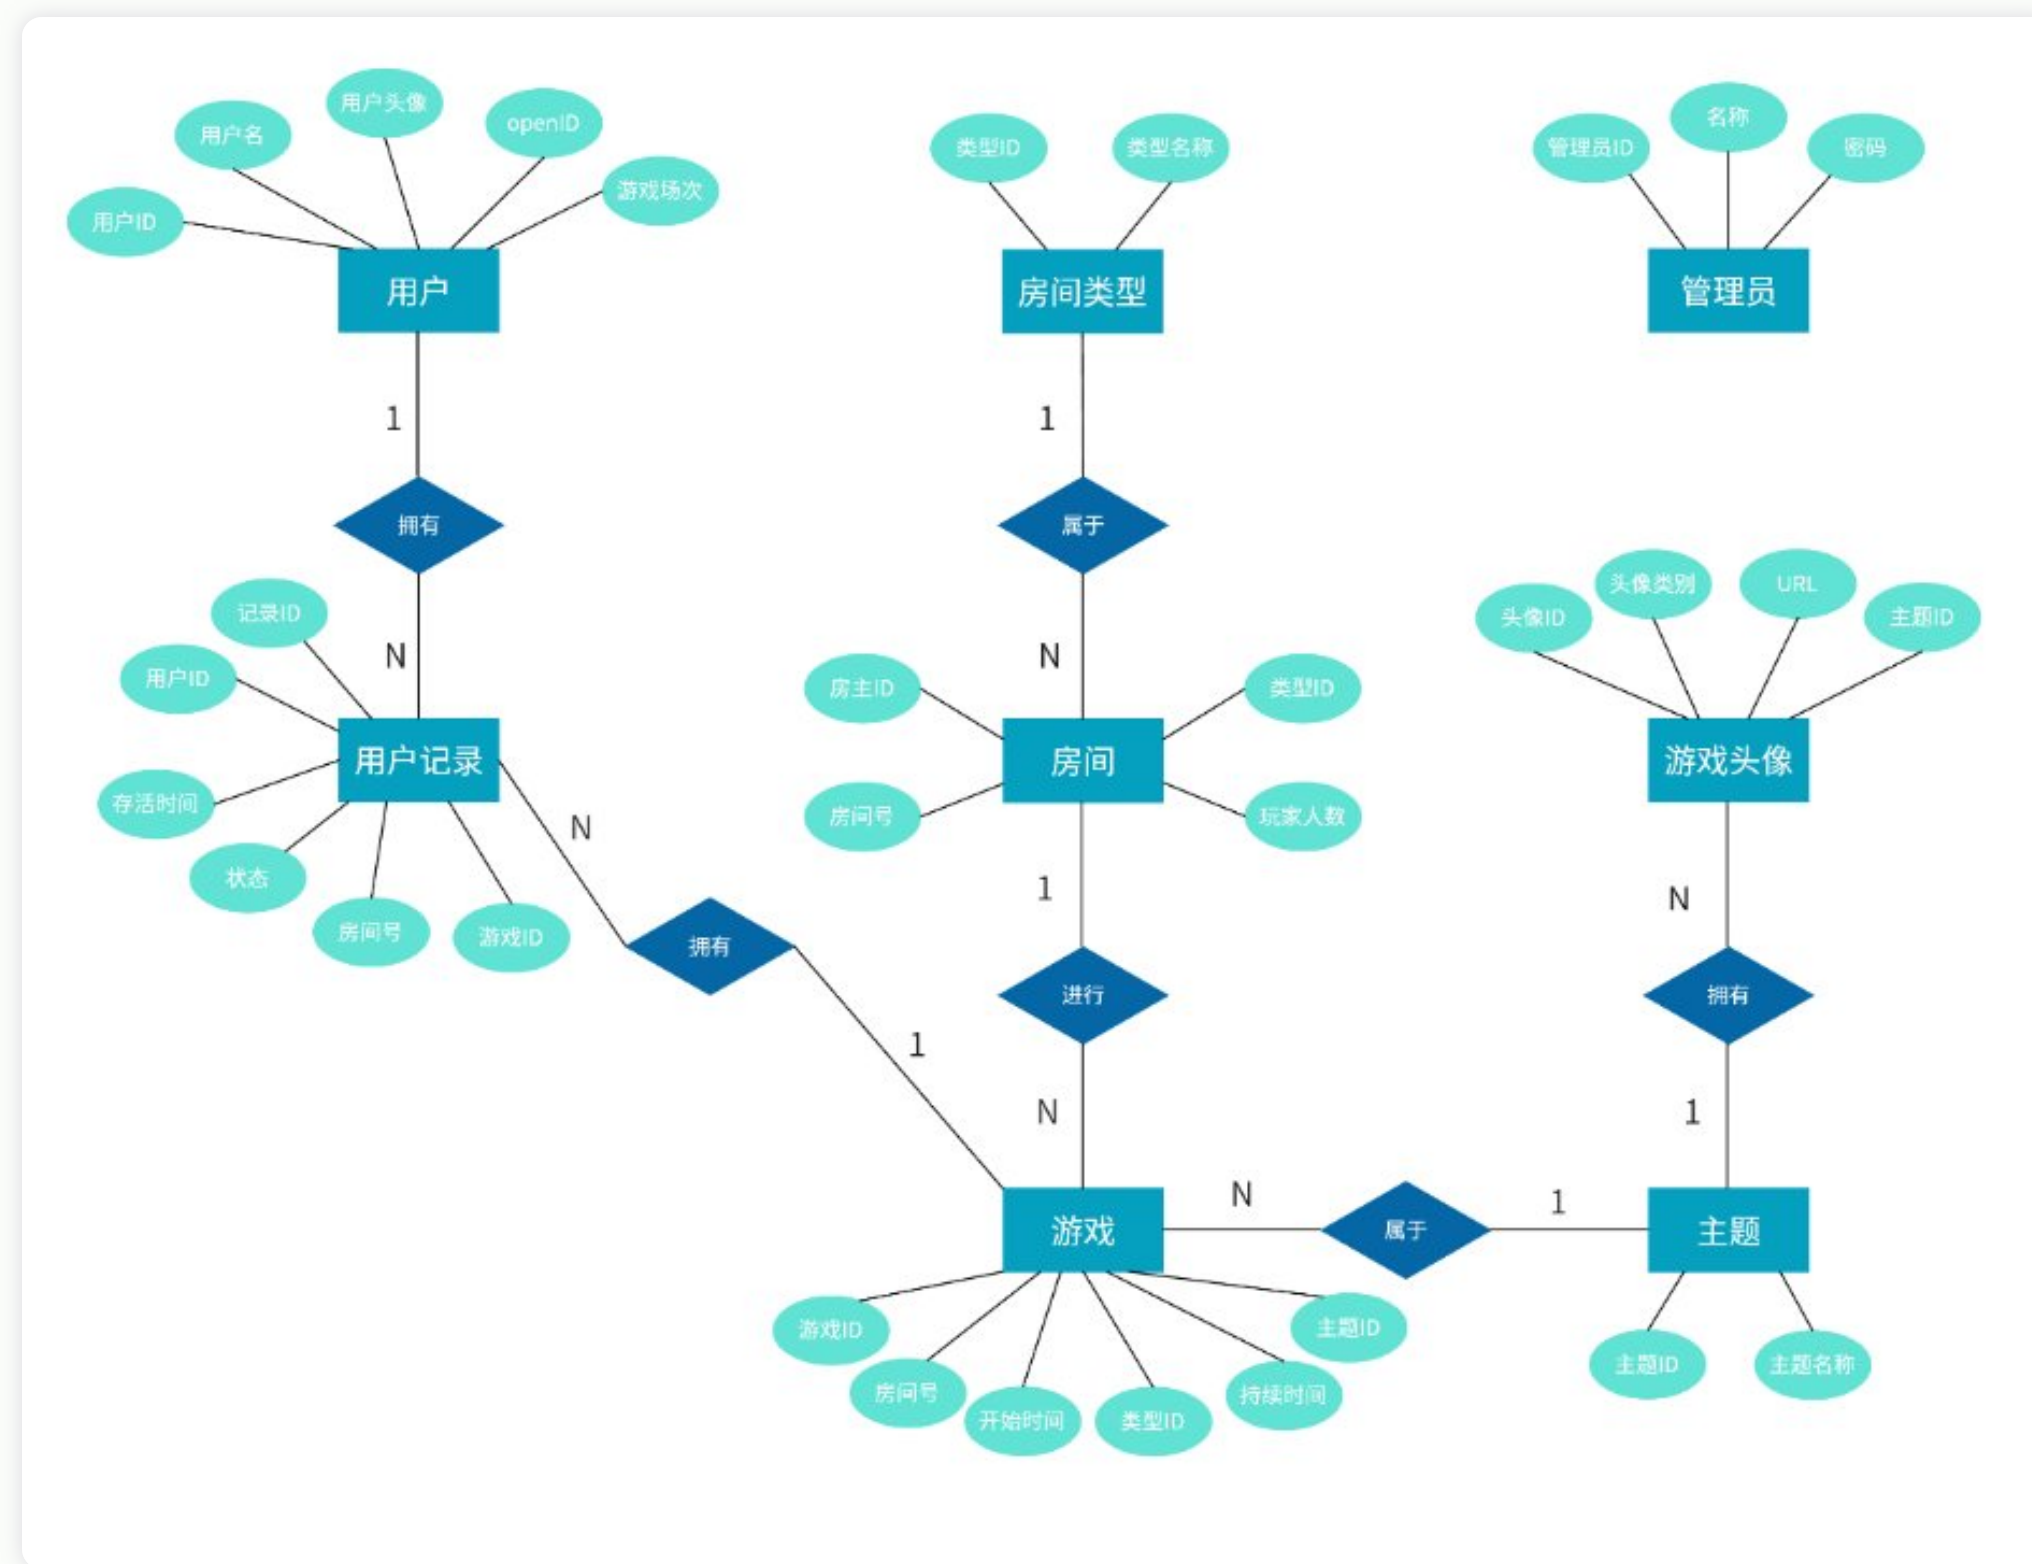 用户头像
openID
用户名
游戏场次
用户ID
用户
类型ID
类型名称
房间类型
名称
管理员ID
密码
管理员
1
1
拥有
属于
记录ID
N
用户ID
用户记录
存活时间
状态
房间号
游戏ID
N
拥有
1
N
房主ID
类型ID
房间
房间号
玩家人数
1
进行
N
头像类别
URL
头像ID
主题ID
游戏头像
N
拥有
1
游戏
N
属于
1
主题
游戏ID
房间号
开始时间
类型ID
持续时间
主题ID
主题ID
主题名称